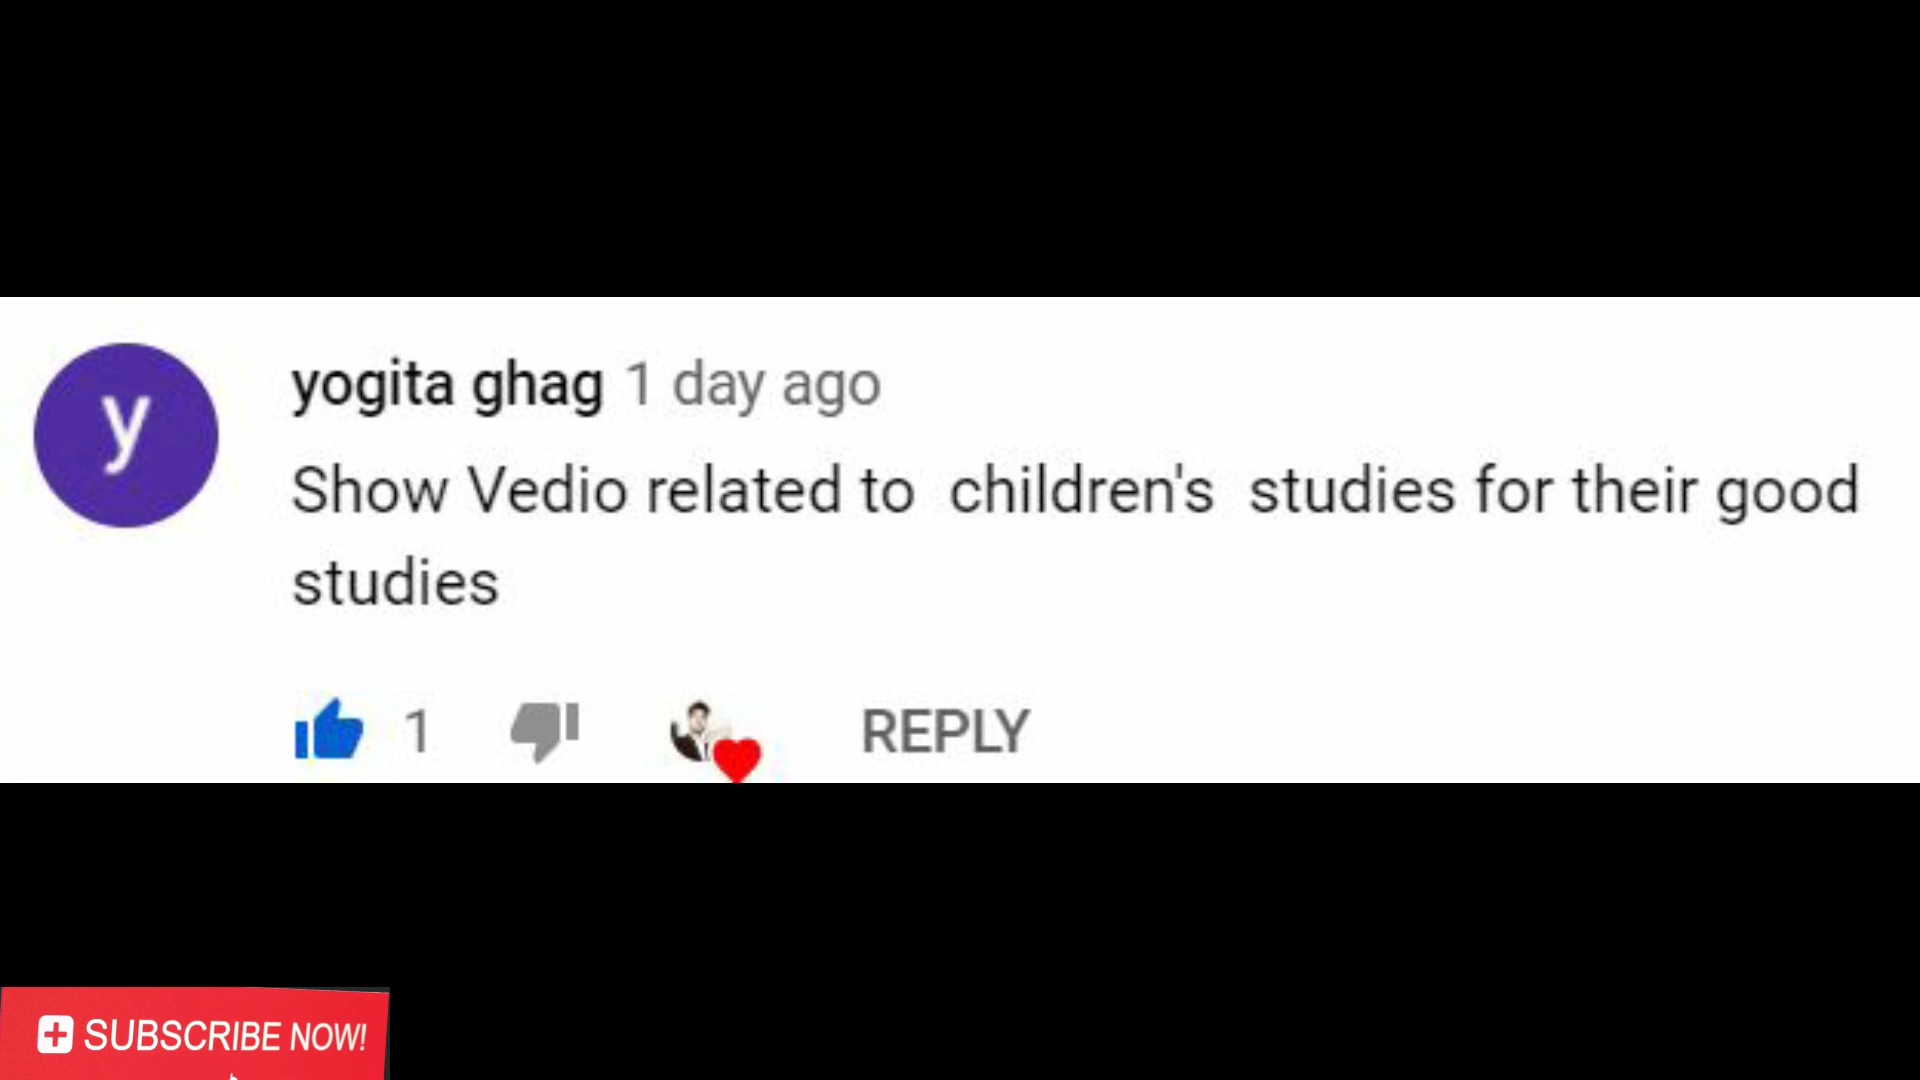 y
yogita ghag 1 day ago
Show Vedio related to children's studies for their good
studies
1
REPLY
SUBSCRIBE NOW!